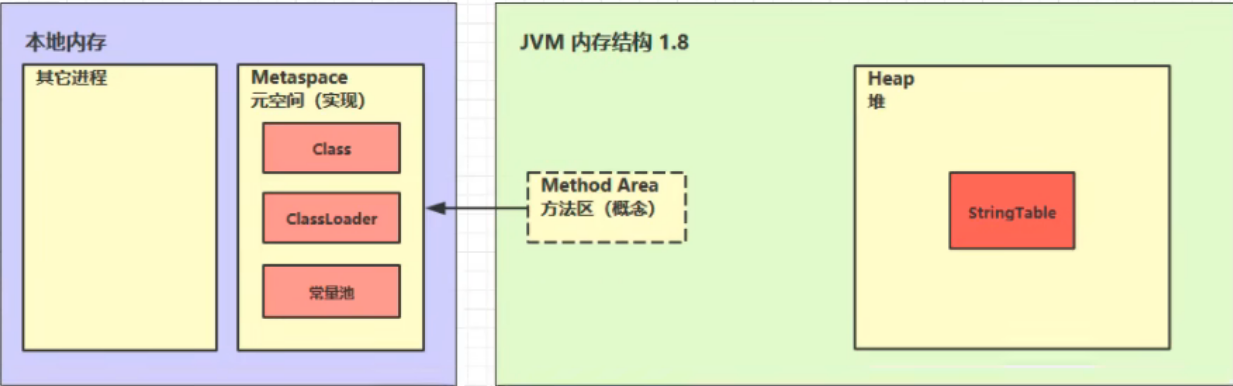 本地内存
其它进程
Metaspace
元空间（实现）
Class
ClassLoader
常量池
JVM 内存结构 1.8
Method Area
方法区（概念）
Heap
堆
StringTable